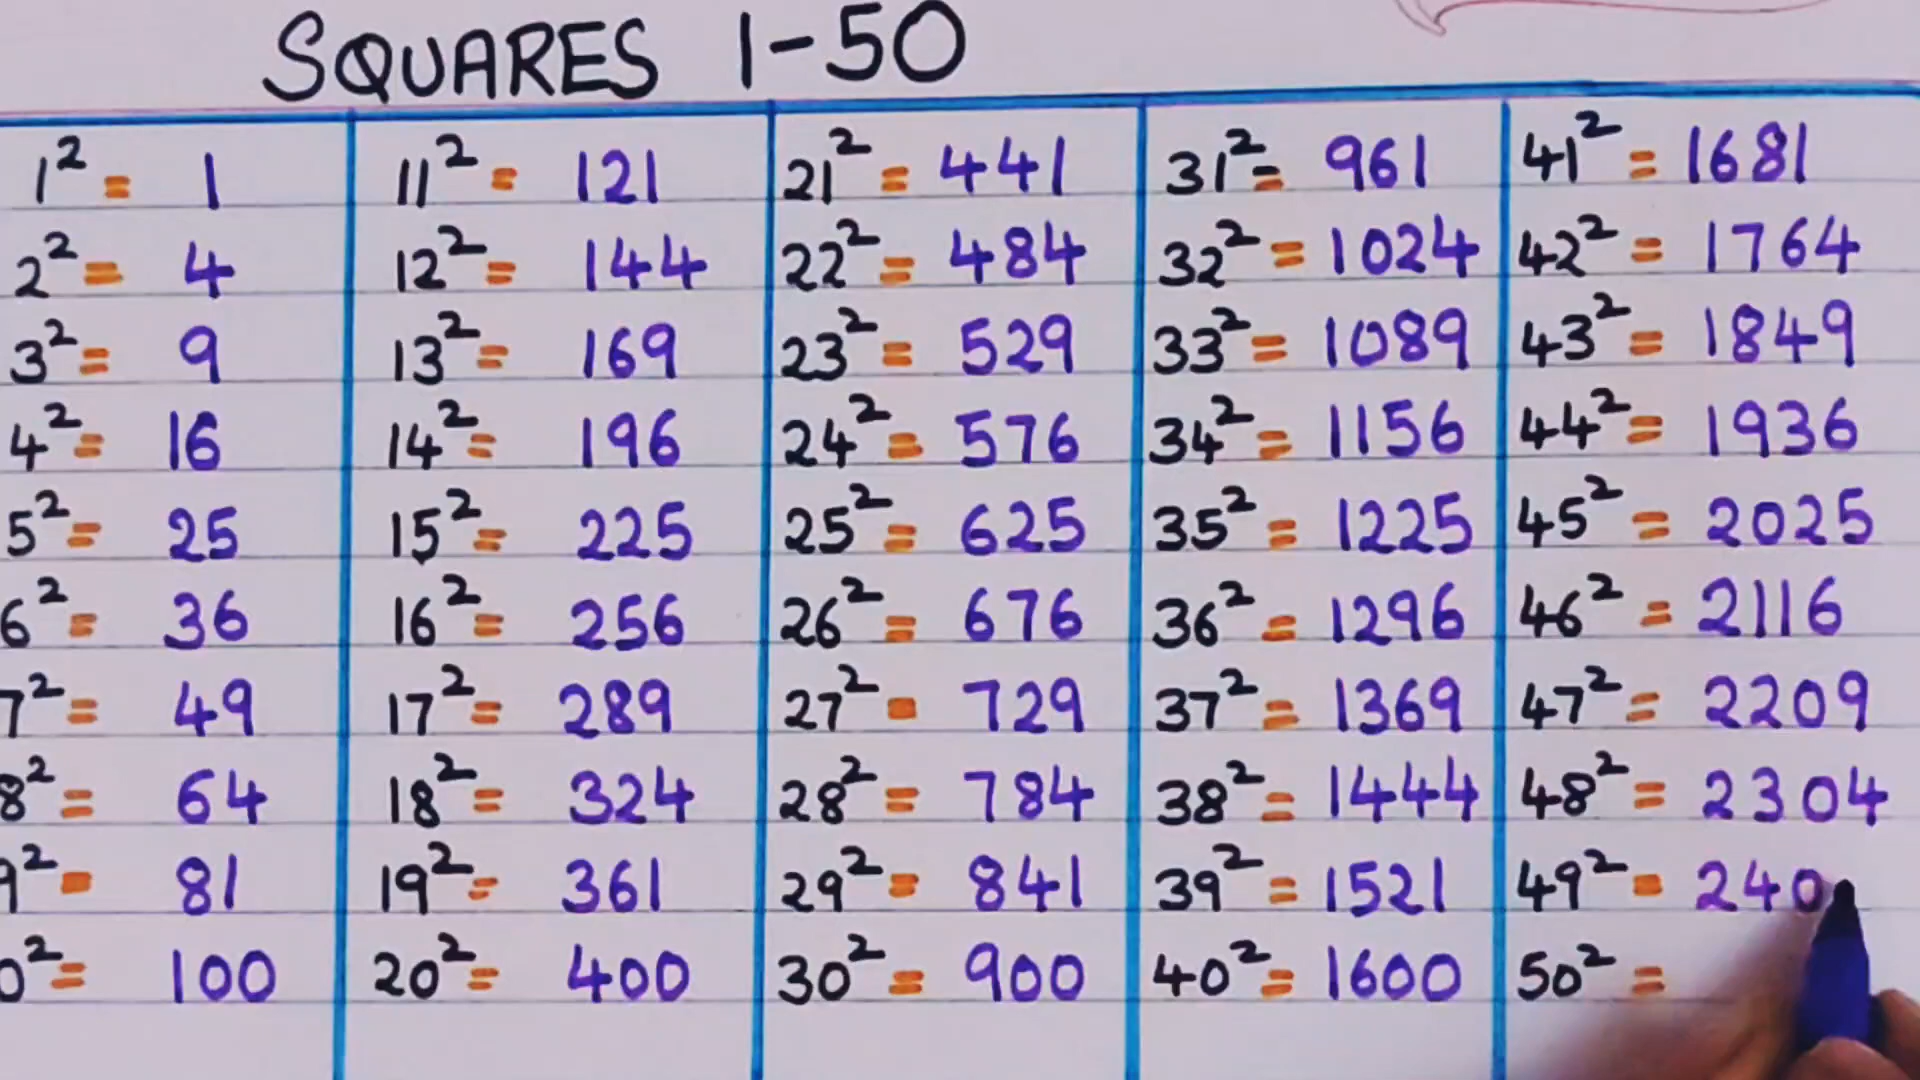 SQUARES 1-50
1² = 1
2² = 4
3² = 9
4² = 16
5² = 25
6² = 36
7² = 49
8² = 64
9² = 81
0² = 100
11² = 121
12² = 144
13² = 169
14² = 196
15² = 225
16² = 256
17² = 289
18² = 324
19² = 361
20² = 400
21² = 441
22² = 484
23² = 529
24² = 576
25² = 625
26² = 676
27² = 729
28² = 784
29² = 841
30² = 900
31² = 961
32² = 1024
33² = 1089
34² = 1156
35² = 1225
36² = 1296
37² = 1369
38² = 1444
39² = 1521
40² = 1600
41² = 1681
42² = 1764
43² = 1849
44² = 1936
45² = 2025
46² = 2116
47² = 2209
48² = 2304
49² = 240
50² =